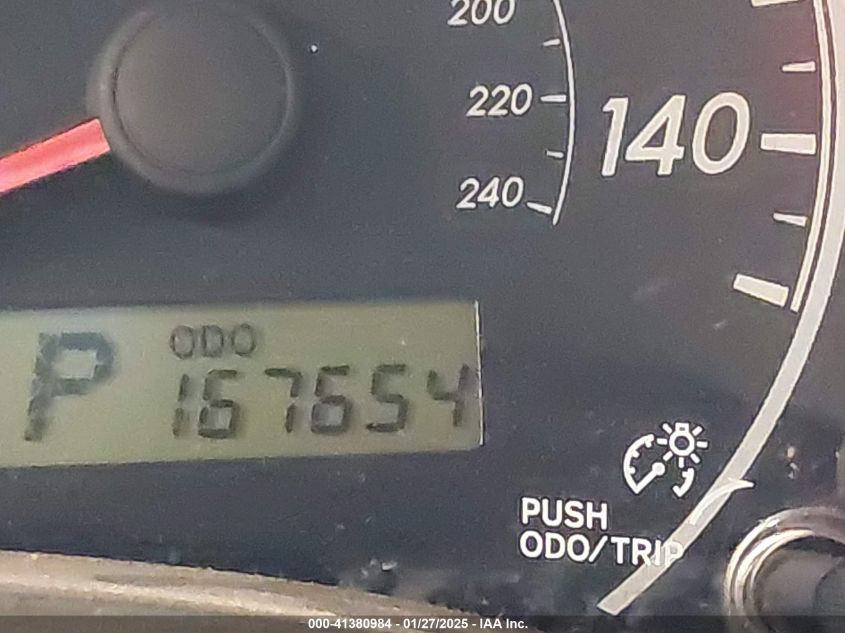 200
220
140
240
P
ODO
167654
PUSH
ODO/TRIP
000-41380984 - 01/27/2025 - IAA Inc.